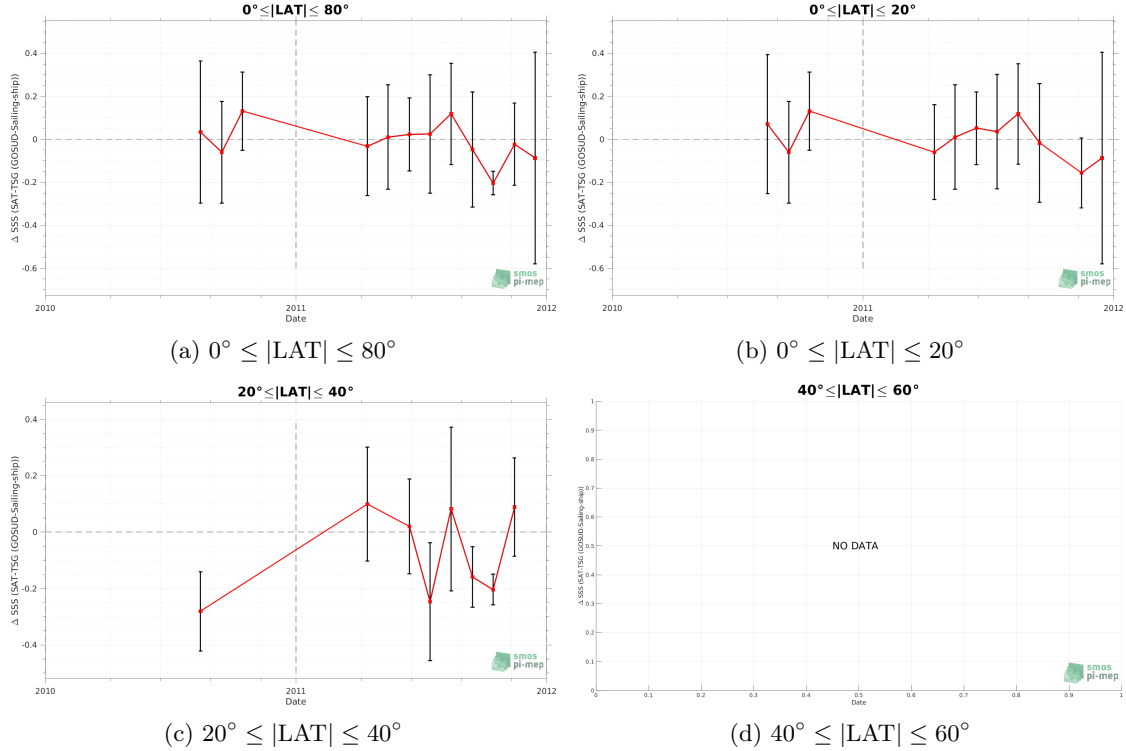 0°≤|LAT|≤ 80°
Δ SSS (SAT-TSG (GOSUD-Sailing-ship))
0.4
0.2
0
-0.2
-0.4
-0.6
2010
2011
2012
Date
smos
pi-mep
(a) 0° ≤ |LAT| ≤ 80°
0°≤|LAT|≤ 20°
Δ SSS (SAT-TSG (GOSUD-Sailing-ship))
0.4
0.2
0
-0.2
-0.4
-0.6
2010
2011
2012
Date
smos
pi-mep
(b) 0° ≤ |LAT| ≤ 20°
20°≤|LAT|≤ 40°
Δ SSS (SAT-TSG (GOSUD-Sailing-ship))
0.4
0.2
0
-0.2
-0.4
2010
2011
2012
Date
smos
pi-mep
(c) 20° ≤ |LAT| ≤ 40°
40°≤|LAT|≤ 60°
Δ SSS (SAT-TSG (GOSUD-Sailing-ship))
1
0.9
0.8
0.7
0.6
0.5
0.4
0.3
0.2
0.1
0
NO DATA
0 0.1 0.2 0.3 0.4 0.5 0.6 0.7 0.8 0.9 1
Date
smos
pi-mep
(d) 40° ≤ |LAT| ≤ 60°